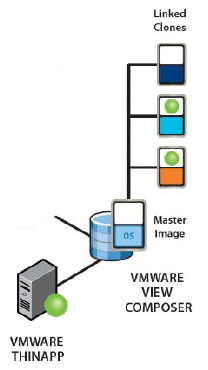 Linked
Clones
Master
Image
OS
VMWARE
VIEW
COMPOSER
VMWARE
THINAPP